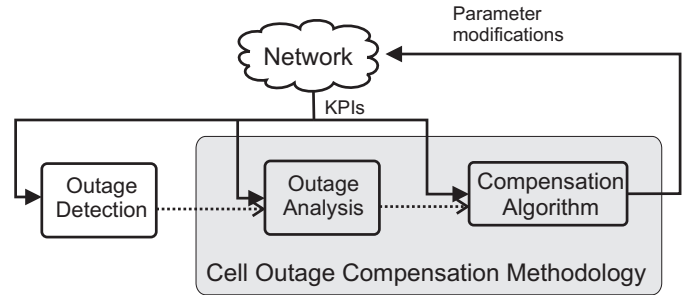 Parameter
modifications
Network
KPIs
Outage
Detection
Outage
Analysis
Compensation
Algorithm
Cell Outage Compensation Methodology